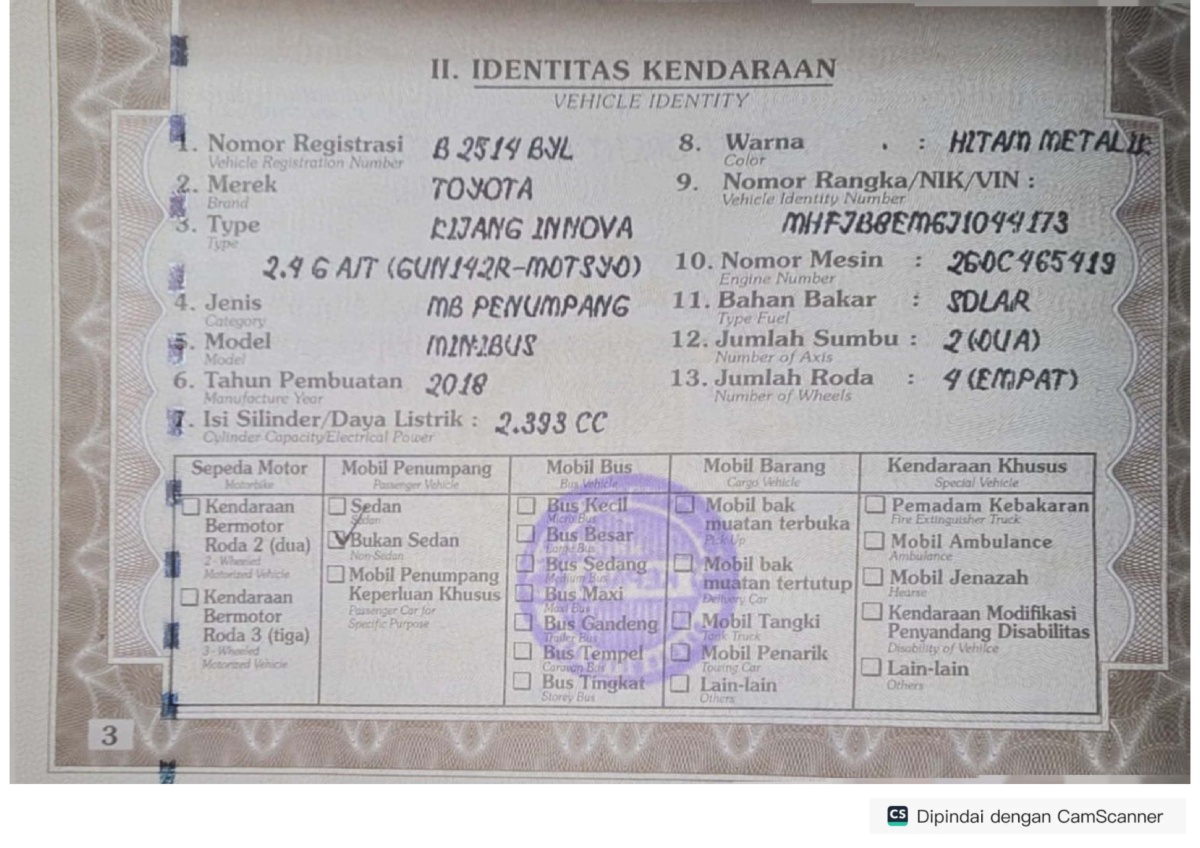 II. IDENTITAS KENDARAAN
VEHICLE IDENTITY
1. Nomor Registrasi B 2514 BYL
Vehicle Registration Number
2. Merek TOYOTA
Brand
3. Type KIJANG INNOVA
Type
2.4 G A/T (GUN142R-MDTSYD)
4. Jenis MB PENUMPANG
Category
5. Model MINIBUS
Model
6. Tahun Pembuatan 2018
Manufacture Year
7. Isi Silinder/Daya Listrik : 2.393 CC
Cylinder Capacity/Electrical Power
8. Warna : HITAM METALIK
Color
9. Nomor Rangka/NIK/VIN :
Vehicle Identity Number
MHFJB8EM6J1044173
10. Nomor Mesin : 2GDC465419
Engine Number
11. Bahan Bakar : SOLAR
Type Fuel
12. Jumlah Sumbu : 2 (DUA)
Number of Axis
13. Jumlah Roda : 4 (EMPAT)
Number of Wheels
Sepeda Motor
Motorbike
Kendaraan
Bermotor
Roda 2 (dua)
2 - Wheeled
Motorized Vehicle
Kendaraan
Bermotor
Roda 3 (tiga)
3 - Wheeled
Motorized Vehicle
Mobil Penumpang
Passenger Vehicle
Sedan
Sedan
Bukan Sedan
Non-Sedan
Mobil Penumpang
Keperluan Khusus
Passenger Car for
Specific Purpose
Mobil Bus
Bus Vehicle
Bus Kecil
Micro Bus
Bus Besar
Large Bus
Bus Sedang
Medium Bus
Bus Maxi
Maxi Bus
Bus Gandeng
Trailer Bus
Bus Tempel
Caravan Bus
Bus Tingkat
Storey Bus
Mobil Barang
Cargo Vehicle
Mobil bak
muatan terbuka
Pick Up
Mobil bak
muatan tertutup
Delivery Car
Mobil Tangki
Tank Truck
Mobil Penarik
Towing Car
Lain-lain
Others
Kendaraan Khusus
Special Vehicle
Pemadam Kebakaran
Fire Extinguisher Truck
Mobil Ambulance
Ambulance
Mobil Jenazah
Hearse
Kendaraan Modifikasi
Penyandang Disabilitas
Disability of Vehilce
Lain-lain
Others
3
CS Dipindai dengan CamScanner